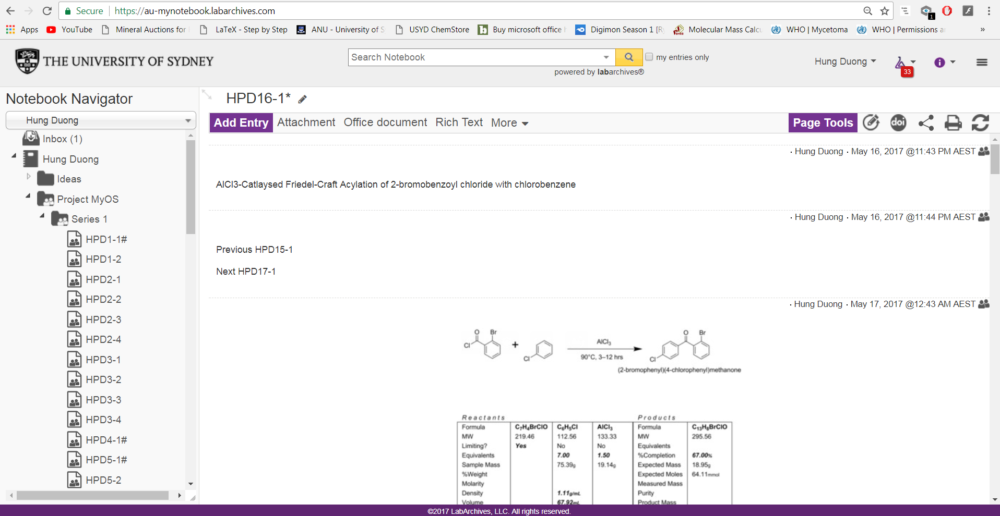 Secure https://au-mynotebook.labarchives.com
1
Apps YouTube Mineral Auctions for LaTeX - Step by Step ANU - University of S USYD ChemStore b Buy microsoft office Digimon Season 1 [R Molecular Mass Calcu WHO | Mycetoma WHO | Permissions a »
THE UNIVERSITY OF SYDNEY
Search Notebook
my entries only
powered by labarchives®
Hung Duong
33
i
Notebook Navigator
Hung Duong
Inbox (1)
Hung Duong
Ideas
Project MyOS
Series 1
HPD1-1#
HPD1-2
HPD2-1
HPD2-2
HPD2-3
HPD2-4
HPD3-1
HPD3-2
HPD3-3
HPD3-4
HPD4-1#
HPD5-1#
HPD5-2
HPD16-1*
Add Entry Attachment Office document Rich Text More
Page Tools doi
· Hung Duong · May 16, 2017 @11:43 PM AEST
AlCl3-Catlaysed Friedel-Craft Acylation of 2-bromobenzoyl chloride with chlorobenzene
· Hung Duong · May 16, 2017 @11:44 PM AEST
Previous HPD15-1
Next HPD17-1
· Hung Duong · May 17, 2017 @12:43 AM AEST
O Br
Cl
+
Cl
AlCl₃
90°C, 3–12 hrs
O Br
Cl
(2-bromophenyl)(4-chlorophenyl)methanone
Reactants Products
Formula C₇H₄BrClO C₆H₅Cl AlCl₃ Formula C₁₃H₈BrClO
MW 219.46 112.56 133.33 MW 295.56
Limiting? Yes No No Equivalents
Equivalents 7.00 1.50 %Completion 67.00%
Sample Mass 75.39g 19.14g Expected Mass 18.95g
%Weight Expected Moles 64.11mmol
Molarity Measured Mass
Density 1.11g/mL Purity
Volume 67.92mL Product Mass
©2017 LabArchives, LLC. All rights reserved.